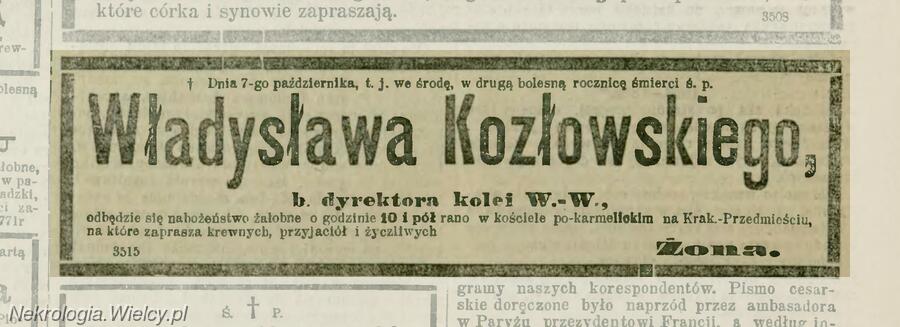 które córka i synowie zapraszają.
3508
† Dnia 7-go października, t. j. we środę, w drugą bolesną rocznicę śmierci ś. p.
Władysława Kozłowskiego,
b. dyrektora kolei W.-W.,
odbędzie się nabożeństwo żałobne o godzinie 10 i pół rano w kościele po-karmelickim na Krak.-Przedmieściu,
na które zaprasza krewnych, przyjaciół i życzliwych
3515
Żona.
Ś. † P.
gramy naszych korespondentów. Pismo cesar-
skie doręczone było naprzód przez ambasadora
w Paryżu prezydentowi Francji, a według
Nekrologia.Wielcy.pl